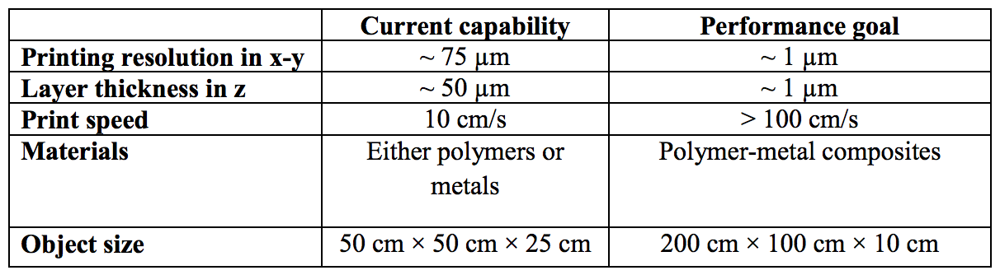 Current capability Performance goal
Printing resolution in x-y ~ 75 µm ~ 1 µm
Layer thickness in z ~ 50 µm ~ 1 µm
Print speed 10 cm/s > 100 cm/s
Materials Either polymers or Polymer-metal composites
metals
Object size 50 cm × 50 cm × 25 cm 200 cm × 100 cm × 10 cm